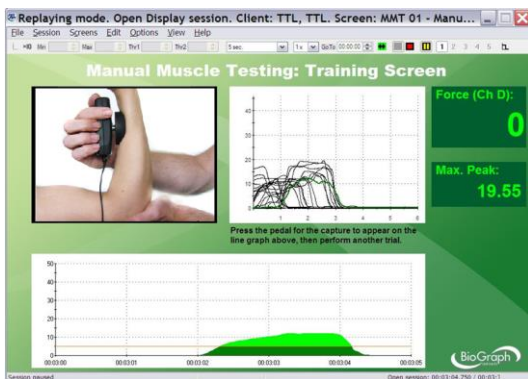 Replaying mode. Open Display session. Client: TTL, TTL. Screen: MMT 01 - Manu...
File Session Screens Edit Options View Help
Min Max Thr1 Thr2 5 sec. 1x GoTo 00:00:00 1 2 3 4 5
Manual Muscle Testing: Training Screen
Force (Ch D):
0
Max. Peak:
19.55
40
30
20
10
0
0 1 2 3 4 5 6
Press the pedal for the capture to appear on the
line graph above, then perform another trial.
50
40
30
20
10
0
00:03:00 00:03:01 00:03:02 00:03:03 00:03:04 00:03:05
BioGraph
Session paused
Open session: 00:03:04.750